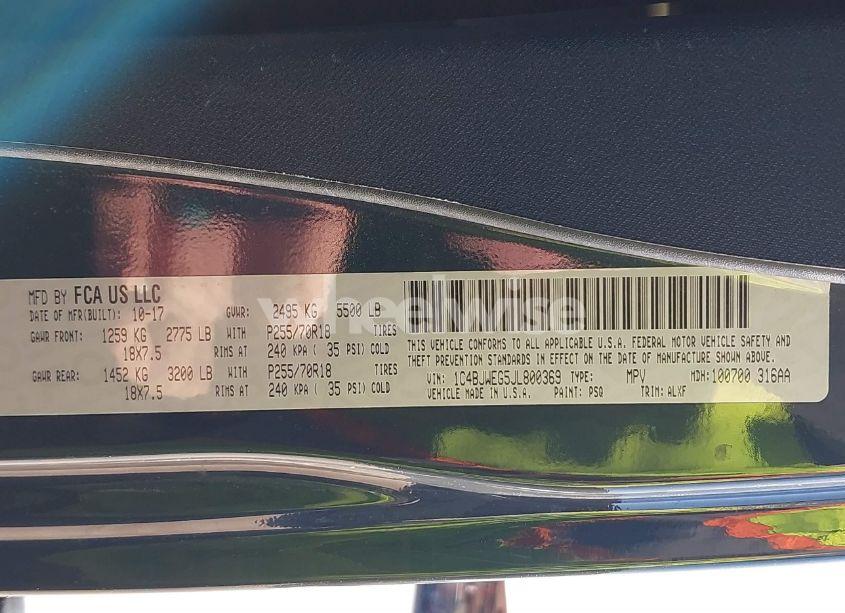 MFD BY FCA US LLC
DATE OF MFR(BUILT): 10-17 GVWR: 2495 KG 5500 LB
GAWR FRONT: 1259 KG 2775 LB WITH P255/70R18 TIRES
18X7.5 RIMS AT 240 KPA ( 35 PSI) COLD
GAWR REAR: 1452 KG 3200 LB WITH P255/70R18 TIRES
18X7.5 RIMS AT 240 KPA ( 35 PSI) COLD
THIS VEHICLE CONFORMS TO ALL APPLICABLE U.S.A. FEDERAL MOTOR VEHICLE SAFETY AND
THEFT PREVENTION STANDARDS IN EFFECT ON THE DATE OF MANUFACTURE SHOWN ABOVE.
VIN: 1C4BJWEG5JL800369 TYPE: MPV MDH: 100700 316AA
VEHICLE MADE IN U.S.A. PAINT: PSQ TRIM: ALXF
wheelwise